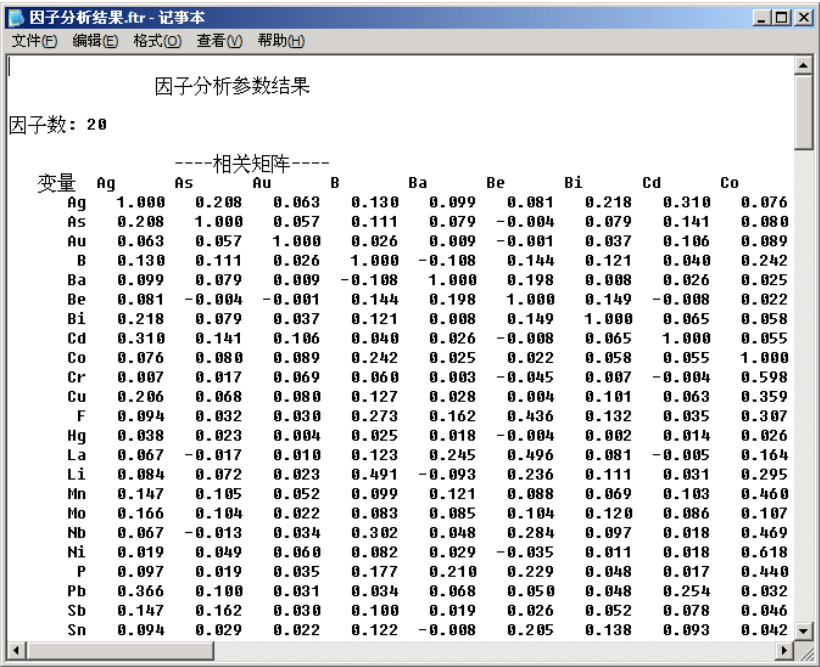 因子分析结果.ftr - 记事本
文件(F) 编辑(E) 格式(O) 查看(V) 帮助(H)
因子分析参数结果
因子数: 20
----相关矩阵----
变量 Ag As Au B Ba Be Bi Cd Co
Ag 1.000 0.208 0.063 0.130 0.099 0.081 0.218 0.310 0.076
As 0.208 1.000 0.057 0.111 0.079 -0.004 0.079 0.141 0.080
Au 0.063 0.057 1.000 0.026 0.009 -0.001 0.037 0.106 0.089
B 0.130 0.111 0.026 1.000 -0.108 0.144 0.121 0.040 0.242
Ba 0.099 0.079 0.009 -0.108 1.000 0.198 0.008 0.026 0.025
Be 0.081 -0.004 -0.001 0.144 0.198 1.000 0.149 -0.008 0.022
Bi 0.218 0.079 0.037 0.121 0.008 0.149 1.000 0.065 0.058
Cd 0.310 0.141 0.106 0.040 0.026 -0.008 0.065 1.000 0.055
Co 0.076 0.080 0.089 0.242 0.025 0.022 0.058 0.055 1.000
Cr 0.007 0.017 0.069 0.060 0.003 -0.045 0.007 -0.004 0.598
Cu 0.206 0.068 0.080 0.127 0.028 0.004 0.101 0.063 0.359
F 0.094 0.032 0.030 0.273 0.162 0.436 0.132 0.035 0.307
Hg 0.038 0.023 0.004 0.025 0.018 -0.004 0.002 0.014 0.026
La 0.067 -0.017 0.010 0.123 0.245 0.496 0.081 -0.005 0.164
Li 0.084 0.072 0.023 0.491 -0.093 0.236 0.111 0.031 0.295
Mn 0.147 0.105 0.052 0.099 0.121 0.088 0.069 0.103 0.460
Mo 0.166 0.104 0.022 0.083 0.085 0.104 0.120 0.086 0.107
Nb 0.067 -0.013 0.034 0.302 0.048 0.284 0.097 0.018 0.469
Ni 0.019 0.049 0.060 0.082 0.029 -0.035 0.011 0.018 0.618
P 0.097 0.019 0.035 0.177 0.210 0.229 0.048 0.017 0.440
Pb 0.366 0.100 0.031 0.034 0.068 0.050 0.048 0.254 0.032
Sb 0.147 0.162 0.030 0.100 0.019 0.026 0.052 0.078 0.046
Sn 0.094 0.029 0.022 0.122 -0.008 0.205 0.138 0.093 0.042